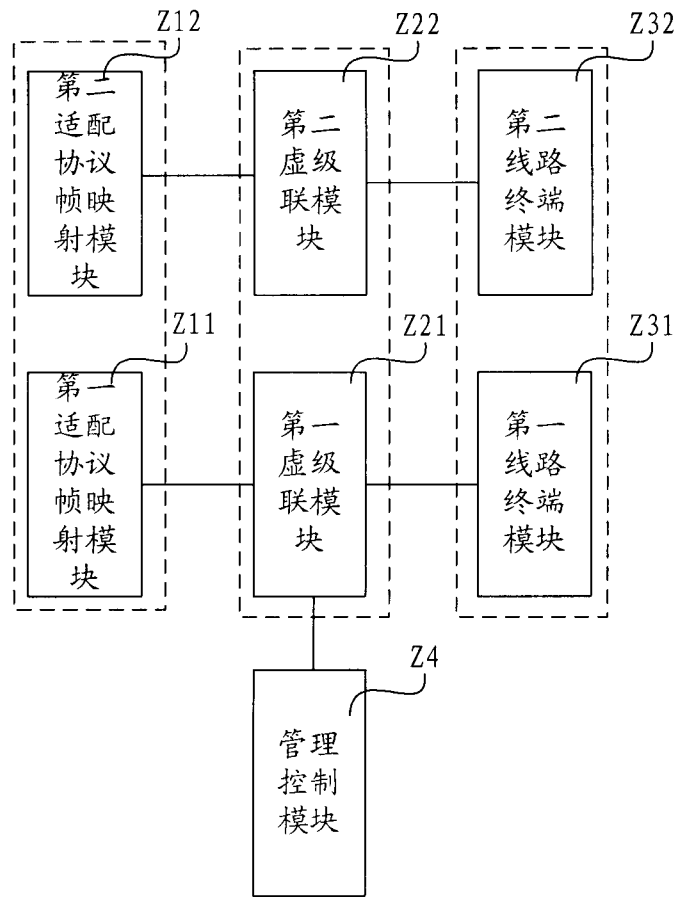 Z12
Z22
Z32
第二
适配
协议
帧映
射模
块
第二
虚级
联模
块
第二
线路
终端
模块
Z11
Z21
Z31
第一
适配
协议
帧映
射模
块
第一
虚级
联模
块
第一
线路
终端
模块
Z4
管理
控制
模块